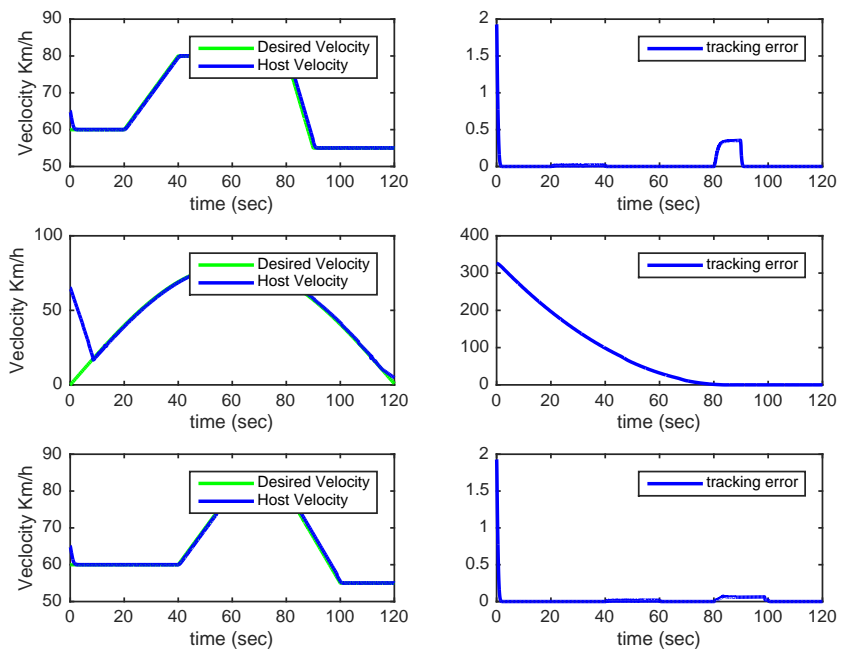 Veclocity Km/h
90
80
70
60
50
0 20 40 60 80 100 120
time (sec)
Desired Velocity
Host Velocity
2
1.5
1
0.5
0
0 20 40 60 80 100 120
time (sec)
tracking error
Veclocity Km/h
100
50
0
0 20 40 60 80 100 120
time (sec)
Desired Velocity
Host Velocity
400
300
200
100
0
0 20 40 60 80 100 120
time (sec)
tracking error
Veclocity Km/h
90
80
70
60
50
0 20 40 60 80 100 120
time (sec)
Desired Velocity
Host Velocity
2
1.5
1
0.5
0
0 20 40 60 80 100 120
time (sec)
tracking error